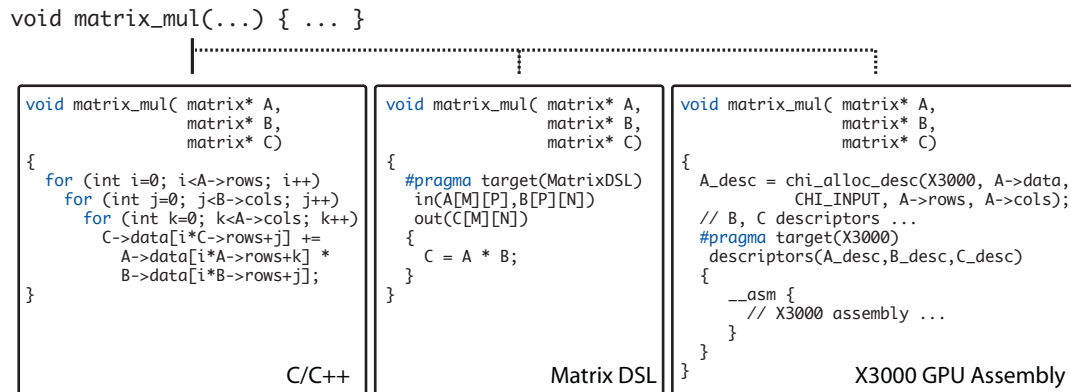 void matrix_mul(...) { ... }
void matrix_mul( matrix* A,
matrix* B,
matrix* C)
{
for (int i=0; i<A->rows; i++)
for (int j=0; j<B->cols; j++)
for (int k=0; k<A->cols; k++)
C->data[i*C->rows+j] +=
A->data[i*A->rows+k] *
B->data[i*B->rows+j];
}
C/C++
void matrix_mul( matrix* A,
matrix* B,
matrix* C)
{
#pragma target(MatrixDSL)
in(A[M][P],B[P][N])
out(C[M][N])
{
C = A * B;
}
}
Matrix DSL
void matrix_mul( matrix* A,
matrix* B,
matrix* C)
{
A_desc = chi_alloc_desc(X3000, A->data,
CHI_INPUT, A->rows, A->cols);
// B, C descriptors ...
#pragma target(X3000)
descriptors(A_desc,B_desc,C_desc)
{
__asm {
// X3000 assembly ...
}
}
}
X3000 GPU Assembly